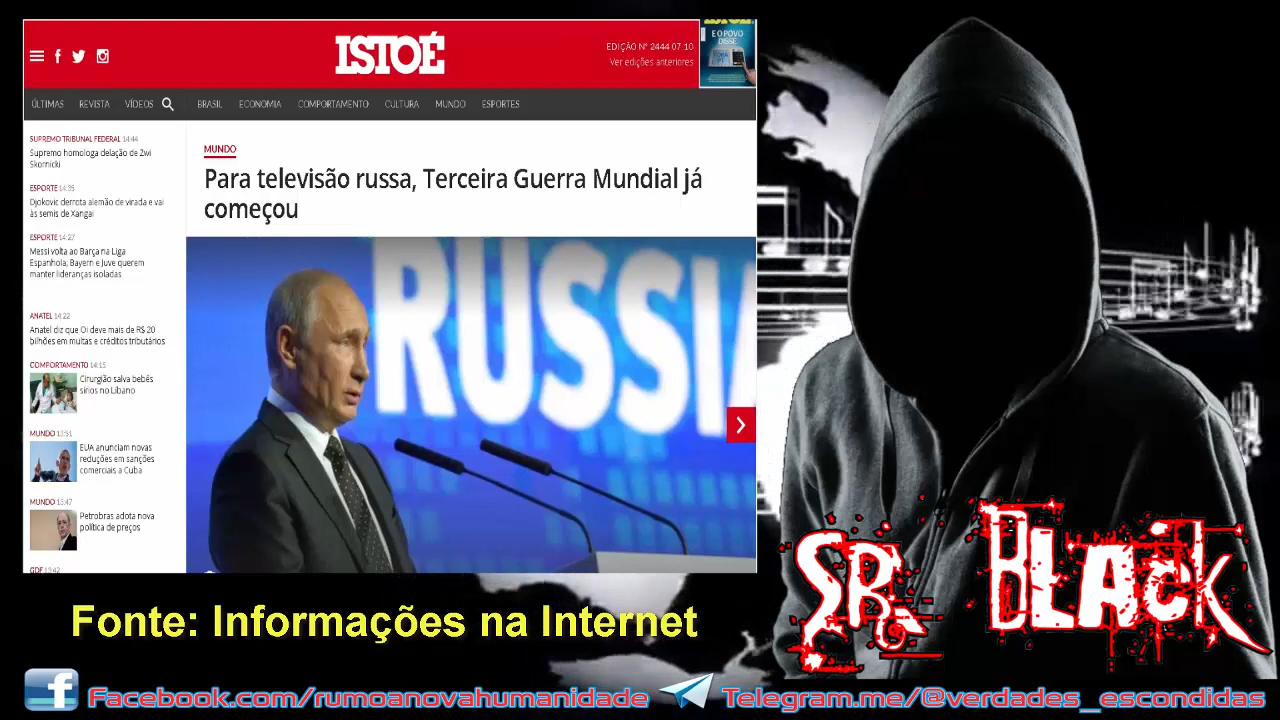 ISTOÉ
EDIÇÃO Nº 2444 07.10
Ver edições anteriores
E O POVO
DISSE
ÚLTIMAS REVISTA VÍDEOS BRASIL ECONOMIA COMPORTAMENTO CULTURA MUNDO ESPORTES
SUPREMO TRIBUNAL FEDERAL 14:44
Supremo homologa delação de Zwi
Skornicki
ESPORTE 14:35
Djokovic derrota alemão de virada e vai
às semis de Xangai
ESPORTE 14:27
Messi volta ao Barça na Liga
Espanhola; Bayern e Juve querem
manter lideranças isoladas
ANATEL 14:22
Anatel diz que Oi deve mais de R$ 20
bilhões em multas e créditos tributários
COMPORTAMENTO 14:15
Cirurgião salva bebês
sírios no Líbano
MUNDO 13:51
EUA anunciam novas
reduções em sanções
comerciais a Cuba
MUNDO 13:47
Petrobras adota nova
política de preços
GDF 13:42
MUNDO
Para televisão russa, Terceira Guerra Mundial já
começou
RUSSIA
SR. BLACK
Fonte: Informações na Internet
Facebook.com/rumoanovahumanidade
Telegram.me/@verdades_escondidas